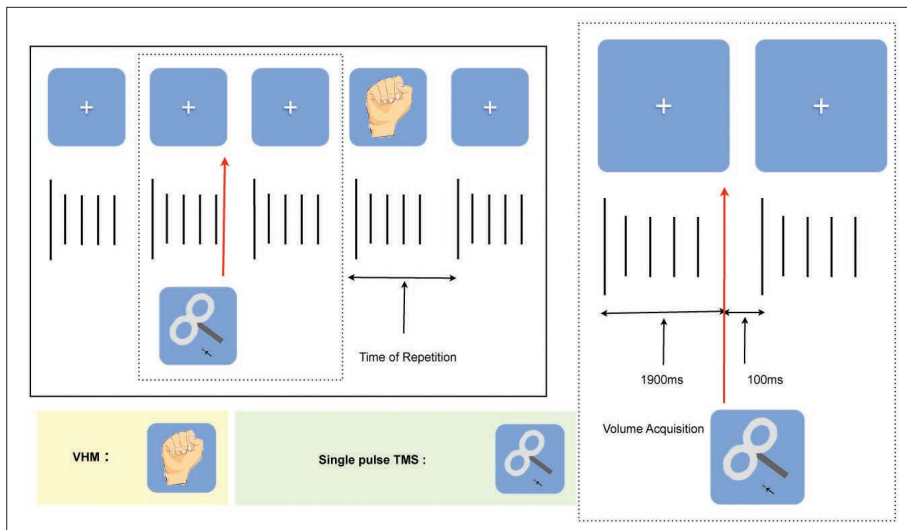 Time of Repetition
1900ms
100ms
Volume Acquisition
VHM：
Single pulse TMS :